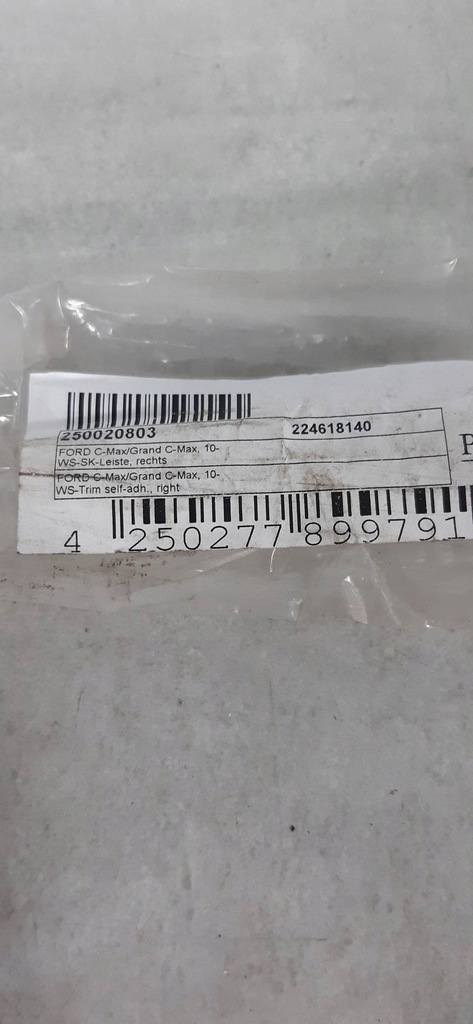 250020803 224618140
FORD C-Max/Grand C-Max, 10-
WS-SK-Leiste, rechts
FORD C-Max/Grand C-Max, 10-
WS-Trim self-adh., right
P
4 250277 899791